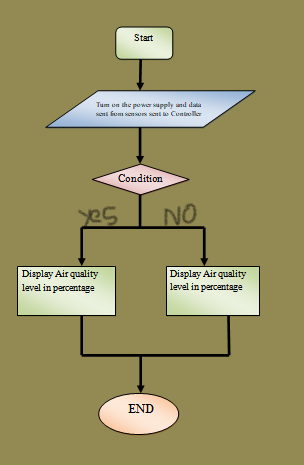 Start
Turn on the power supply and data
sent from sensors sent to Controller
Condition
yes NO
Display Air quality
level in percentage
Display Air quality
level in percentage
END